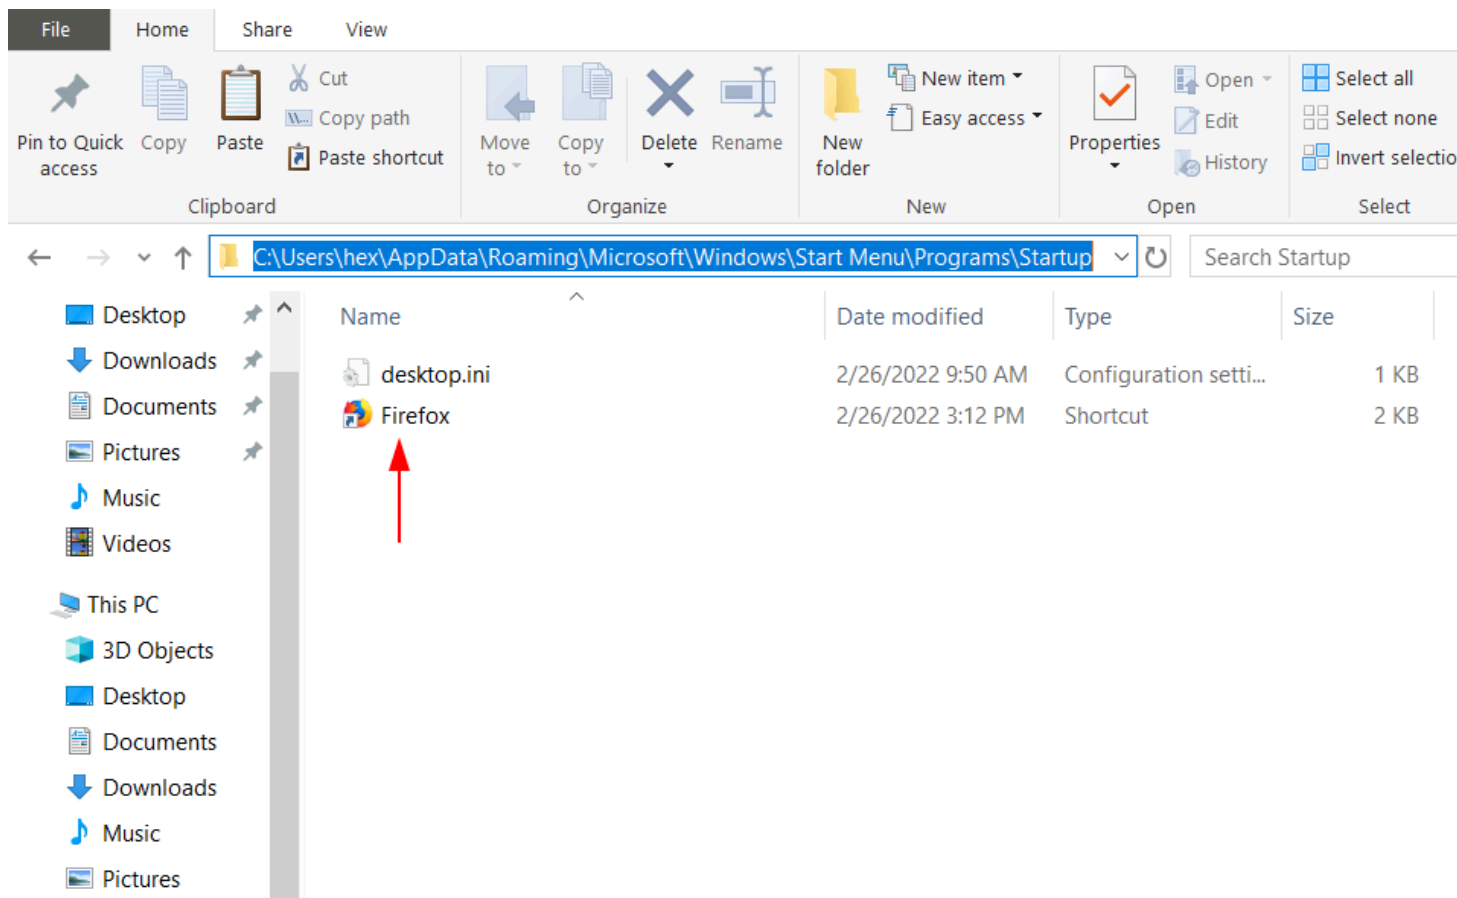 File Home Share View
Pin to Quick access
Copy
Paste
Cut
Copy path
Paste shortcut
Clipboard
Move to
Copy to
Delete
Rename
Organize
New folder
New item
Easy access
New
Properties
Open
Edit
History
Open
Select all
Select none
Invert selectio
Select
C:\Users\hex\AppData\Roaming\Microsoft\Windows\Start Menu\Programs\Startup
Search Startup
Desktop
Downloads
Documents
Pictures
Music
Videos
This PC
3D Objects
Desktop
Documents
Downloads
Music
Pictures
Name Date modified Type Size
desktop.ini 2/26/2022 9:50 AM Configuration setti... 1 KB
Firefox 2/26/2022 3:12 PM Shortcut 2 KB